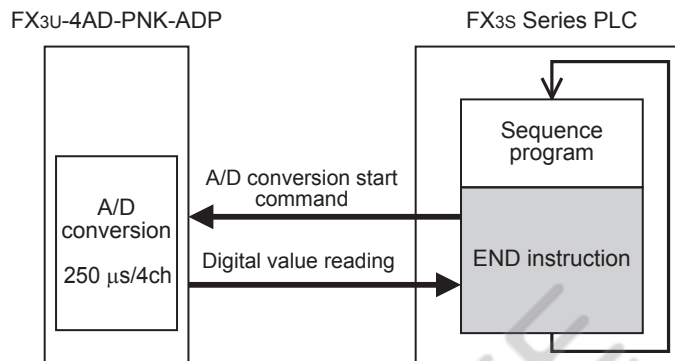 FX3U-4AD-PNK-ADP
FX3S Series PLC
Sequence
program
A/D conversion start
command
A/D
conversion
250 μs/4ch
Digital value reading
END instruction